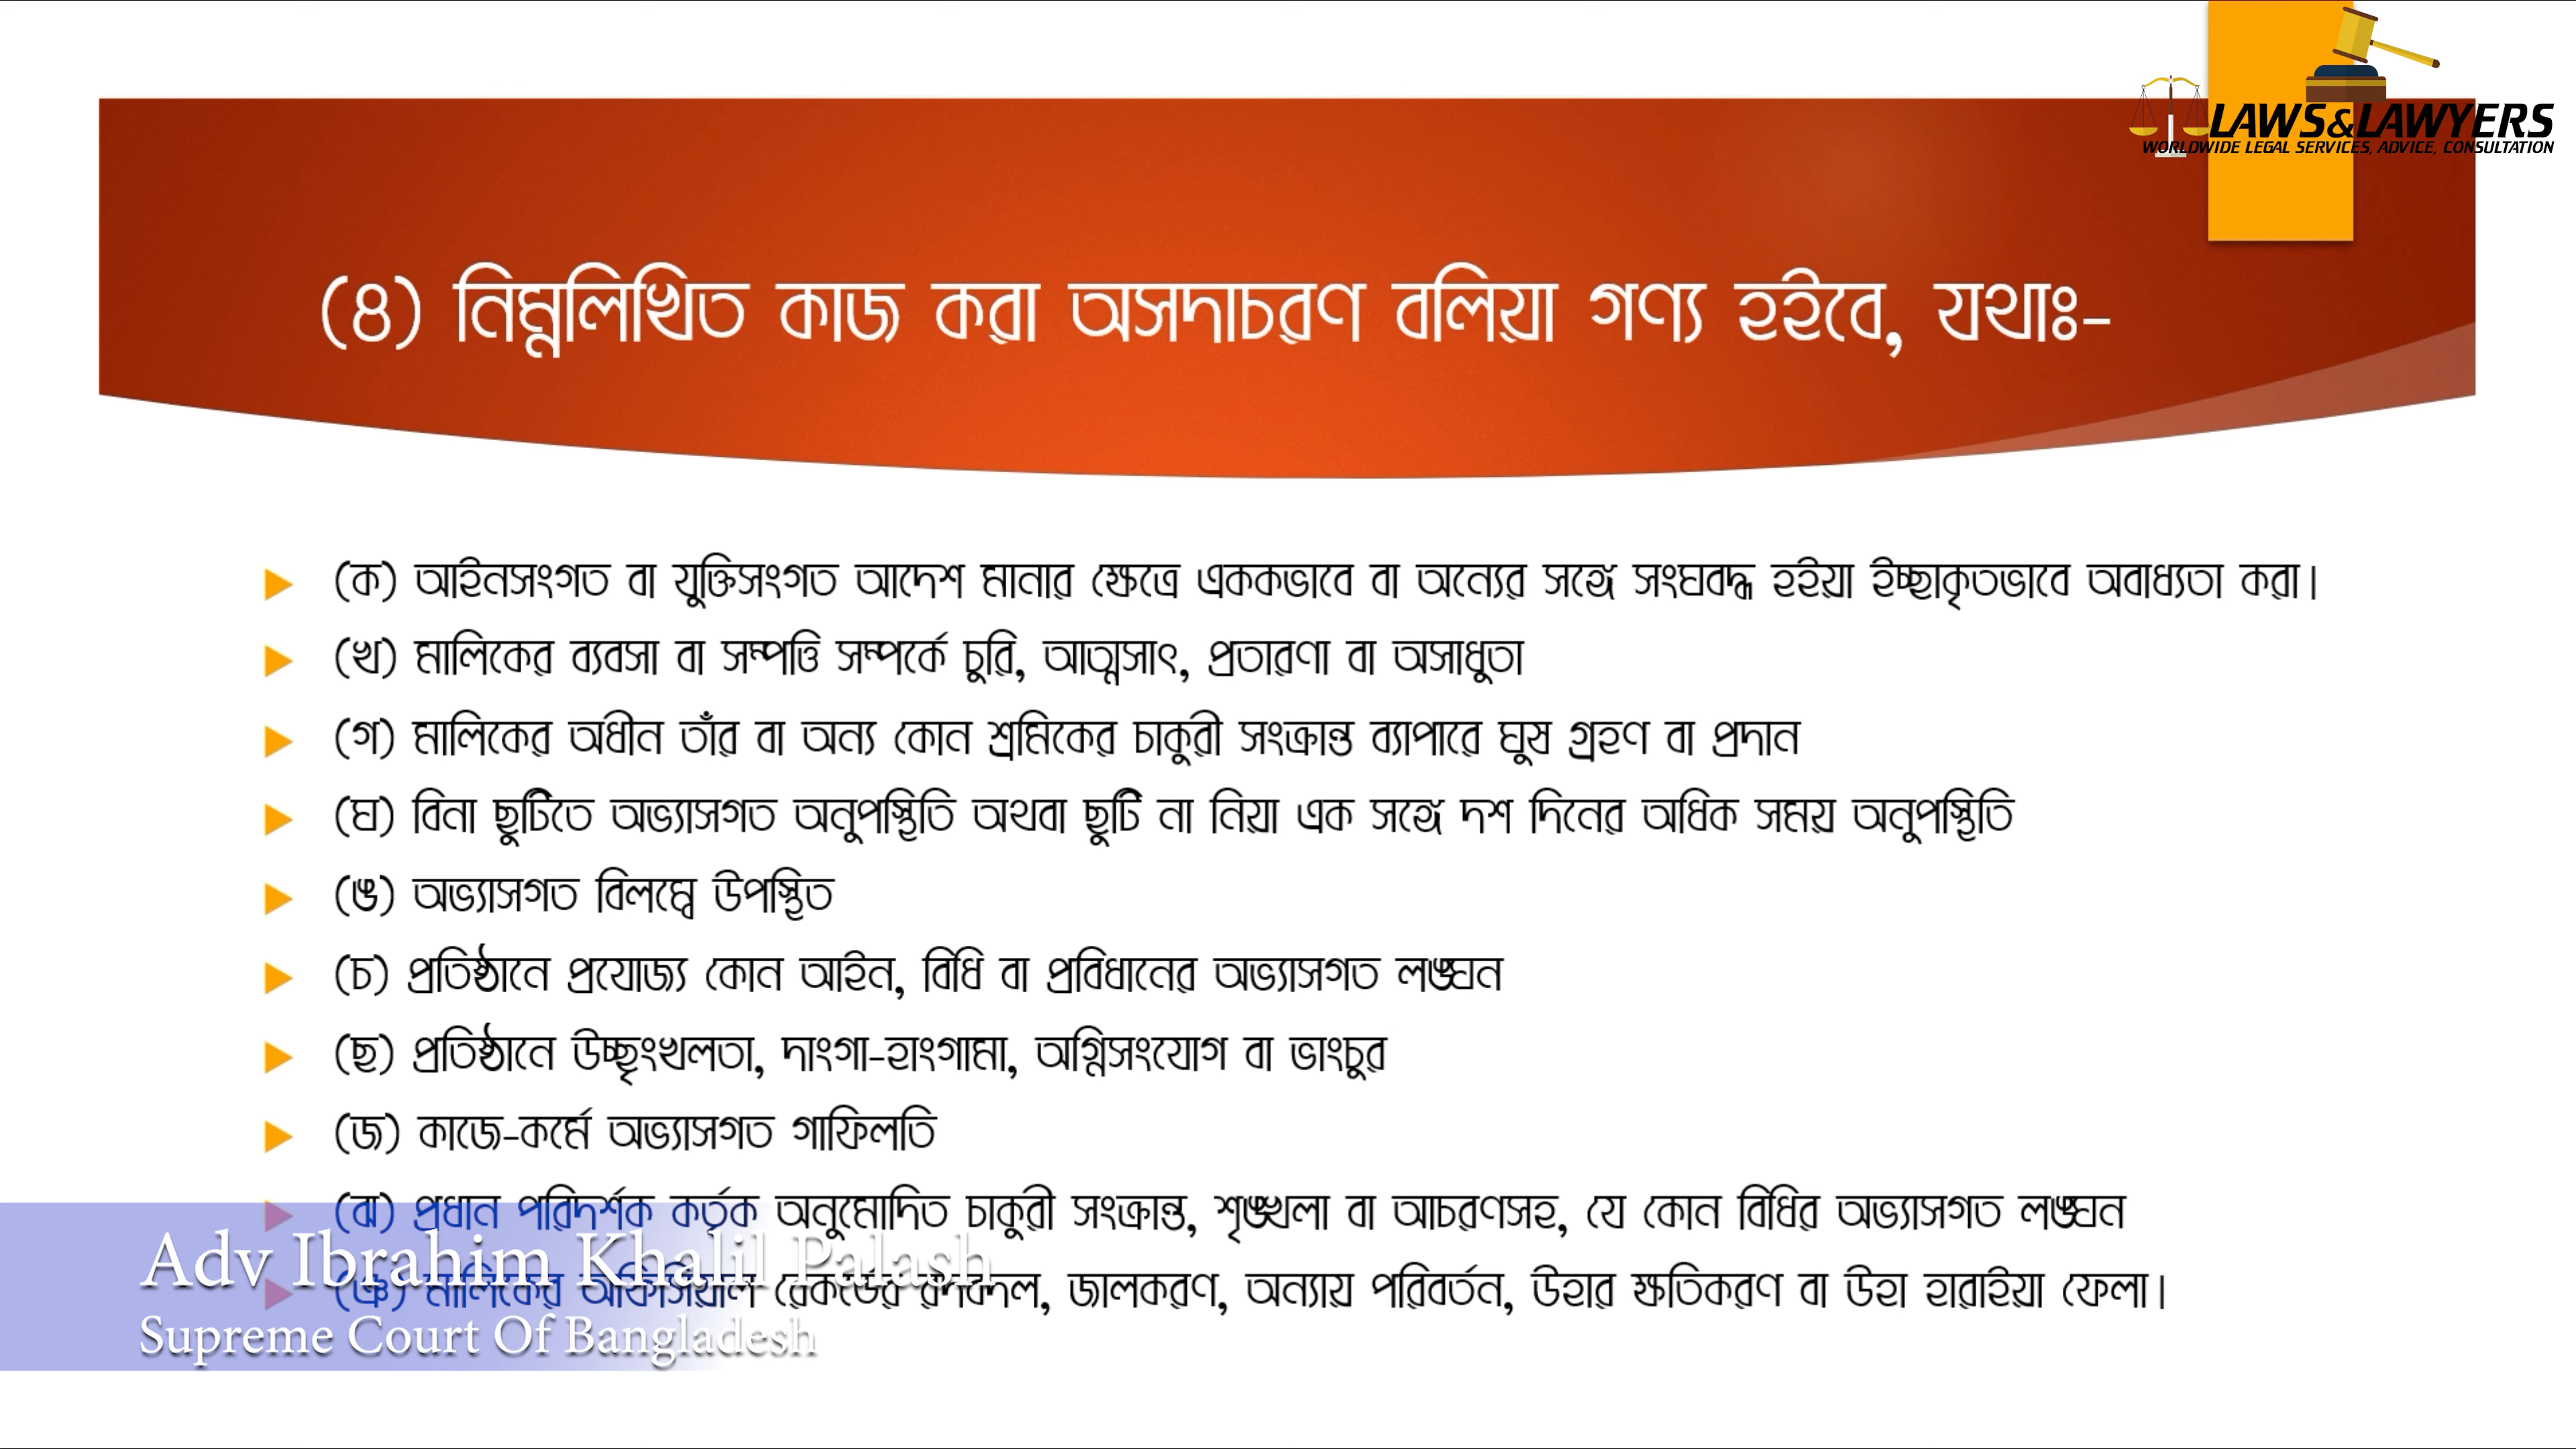 LAWS&LAWYERS
WORLDWIDE LEGAL SERVICES, ADVICE, CONSULTATION
(৪) নিম্নলিখিত কাজ করা অসদাচরণ বলিয়া গণ্য হইবে, যথাঃ-
(ক) আইনসংগত বা যুক্তিসংগত আদেশ মানার ক্ষেত্রে এককভাবে বা অন্যের সঙ্গে সংঘবদ্ধ হইয়া ইচ্ছাকৃতভাবে অবাধ্যতা করা।
(খ) মালিকের ব্যবসা বা সম্পত্তি সম্পর্কে চুরি, আত্মসাৎ, প্রতারণা বা অসাধুতা
(গ) মালিকের অধীন তাঁর বা অন্য কোন শ্রমিকের চাকুরী সংক্রান্ত ব্যাপারে ঘুষ গ্রহণ বা প্রদান
(ঘ) বিনা ছুটিতে অভ্যাসগত অনুপস্থিতি অথবা ছুটি না নিয়া এক সঙ্গে দশ দিনের অধিক সময় অনুপস্থিতি
(ঙ) অভ্যাসগত বিলম্বে উপস্থিত
(চ) প্রতিষ্ঠানে প্রযোজ্য কোন আইন, বিধি বা প্রবিধানের অভ্যাসগত লঙ্ঘন
(ছ) প্রতিষ্ঠানে উচ্ছৃংখলতা, দাংগা-হাংগামা, অগ্নিসংযোগ বা ভাংচুর
(জ) কাজে-কর্মে অভ্যাসগত গাফিলতি
(ঝ) প্রধান পরিদর্শক কর্তৃক অনুমোদিত চাকুরী সংক্রান্ত, শৃঙ্খলা বা আচরণসহ, যে কোন বিধির অভ্যাসগত লঙ্ঘন
(ঞ) মালিকের অফিসিয়াল রেকর্ডের রদবদল, জালকরণ, অন্যায় পরিবর্তন, উহার ক্ষতিকরণ বা উহা হারাইয়া ফেলা।
Adv Ibrahim Khalil Palash
Supreme Court Of Bangladesh